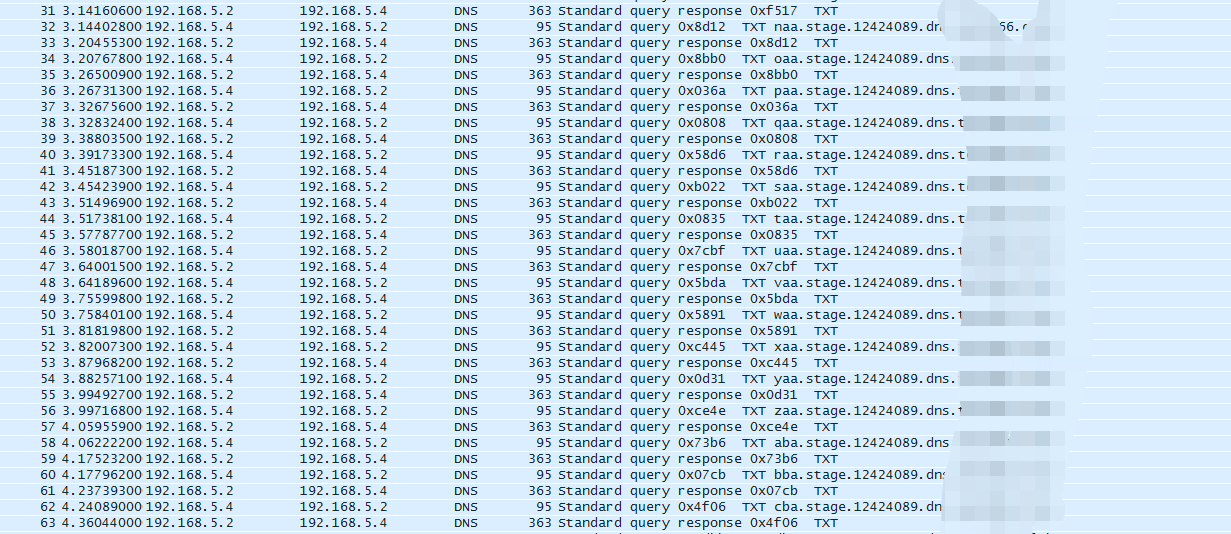 31 3.14160600 192.168.5.2 192.168.5.4 DNS 363 Standard query response 0xf517 TXT
32 3.14402800 192.168.5.4 192.168.5.2 DNS 95 Standard query 0x8d12 TXT naa.stage.12424089.dn 66.
33 3.20455300 192.168.5.2 192.168.5.4 DNS 363 Standard query response 0x8d12 TXT
34 3.20767800 192.168.5.4 192.168.5.2 DNS 95 Standard query 0x8bb0 TXT oaa.stage.12424089.dns.
35 3.26500900 192.168.5.2 192.168.5.4 DNS 363 Standard query response 0x8bb0 TXT
36 3.26731300 192.168.5.4 192.168.5.2 DNS 95 Standard query 0x036a TXT paa.stage.12424089.dns.t
37 3.32675600 192.168.5.2 192.168.5.4 DNS 363 Standard query response 0x036a TXT
38 3.32832400 192.168.5.4 192.168.5.2 DNS 95 Standard query 0x0808 TXT qaa.stage.12424089.dns.t
39 3.38803500 192.168.5.2 192.168.5.4 DNS 363 Standard query response 0x0808 TXT
40 3.39173300 192.168.5.4 192.168.5.2 DNS 95 Standard query 0x58d6 TXT raa.stage.12424089.dns.t
41 3.45187300 192.168.5.2 192.168.5.4 DNS 363 Standard query response 0x58d6 TXT
42 3.45423900 192.168.5.4 192.168.5.2 DNS 95 Standard query 0xb022 TXT saa.stage.12424089.dns.t
43 3.51496900 192.168.5.2 192.168.5.4 DNS 363 Standard query response 0xb022 TXT
44 3.51738100 192.168.5.4 192.168.5.2 DNS 95 Standard query 0x0835 TXT taa.stage.12424089.dns.t
45 3.57787700 192.168.5.2 192.168.5.4 DNS 363 Standard query response 0x0835 TXT
46 3.58018700 192.168.5.4 192.168.5.2 DNS 95 Standard query 0x7cbf TXT uaa.stage.12424089.dns.t
47 3.64001500 192.168.5.2 192.168.5.4 DNS 363 Standard query response 0x7cbf TXT
48 3.64189600 192.168.5.4 192.168.5.2 DNS 95 Standard query 0x5bda TXT vaa.stage.12424089.dns.t
49 3.75599800 192.168.5.2 192.168.5.4 DNS 363 Standard query response 0x5bda TXT
50 3.75840100 192.168.5.4 192.168.5.2 DNS 95 Standard query 0x5891 TXT waa.stage.12424089.dns.t
51 3.81819800 192.168.5.2 192.168.5.4 DNS 363 Standard query response 0x5891 TXT
52 3.82007300 192.168.5.4 192.168.5.2 DNS 95 Standard query 0xc445 TXT xaa.stage.12424089.dns.
53 3.87968200 192.168.5.2 192.168.5.4 DNS 363 Standard query response 0xc445 TXT
54 3.88257100 192.168.5.4 192.168.5.2 DNS 95 Standard query 0x0d31 TXT yaa.stage.12424089.dns.
55 3.99492700 192.168.5.2 192.168.5.4 DNS 363 Standard query response 0x0d31 TXT
56 3.99716800 192.168.5.4 192.168.5.2 DNS 95 Standard query 0xce4e TXT zaa.stage.12424089.dns.t
57 4.05955900 192.168.5.2 192.168.5.4 DNS 363 Standard query response 0xce4e TXT
58 4.06222200 192.168.5.4 192.168.5.2 DNS 95 Standard query 0x73b6 TXT aba.stage.12424089.dns
59 4.17523200 192.168.5.2 192.168.5.4 DNS 363 Standard query response 0x73b6 TXT
60 4.17796200 192.168.5.4 192.168.5.2 DNS 95 Standard query 0x07cb TXT bba.stage.12424089.dn
61 4.23739300 192.168.5.2 192.168.5.4 DNS 363 Standard query response 0x07cb TXT
62 4.24089000 192.168.5.4 192.168.5.2 DNS 95 Standard query 0x4f06 TXT cba.stage.12424089.dn
63 4.36044000 192.168.5.2 192.168.5.4 DNS 363 Standard query response 0x4f06 TXT